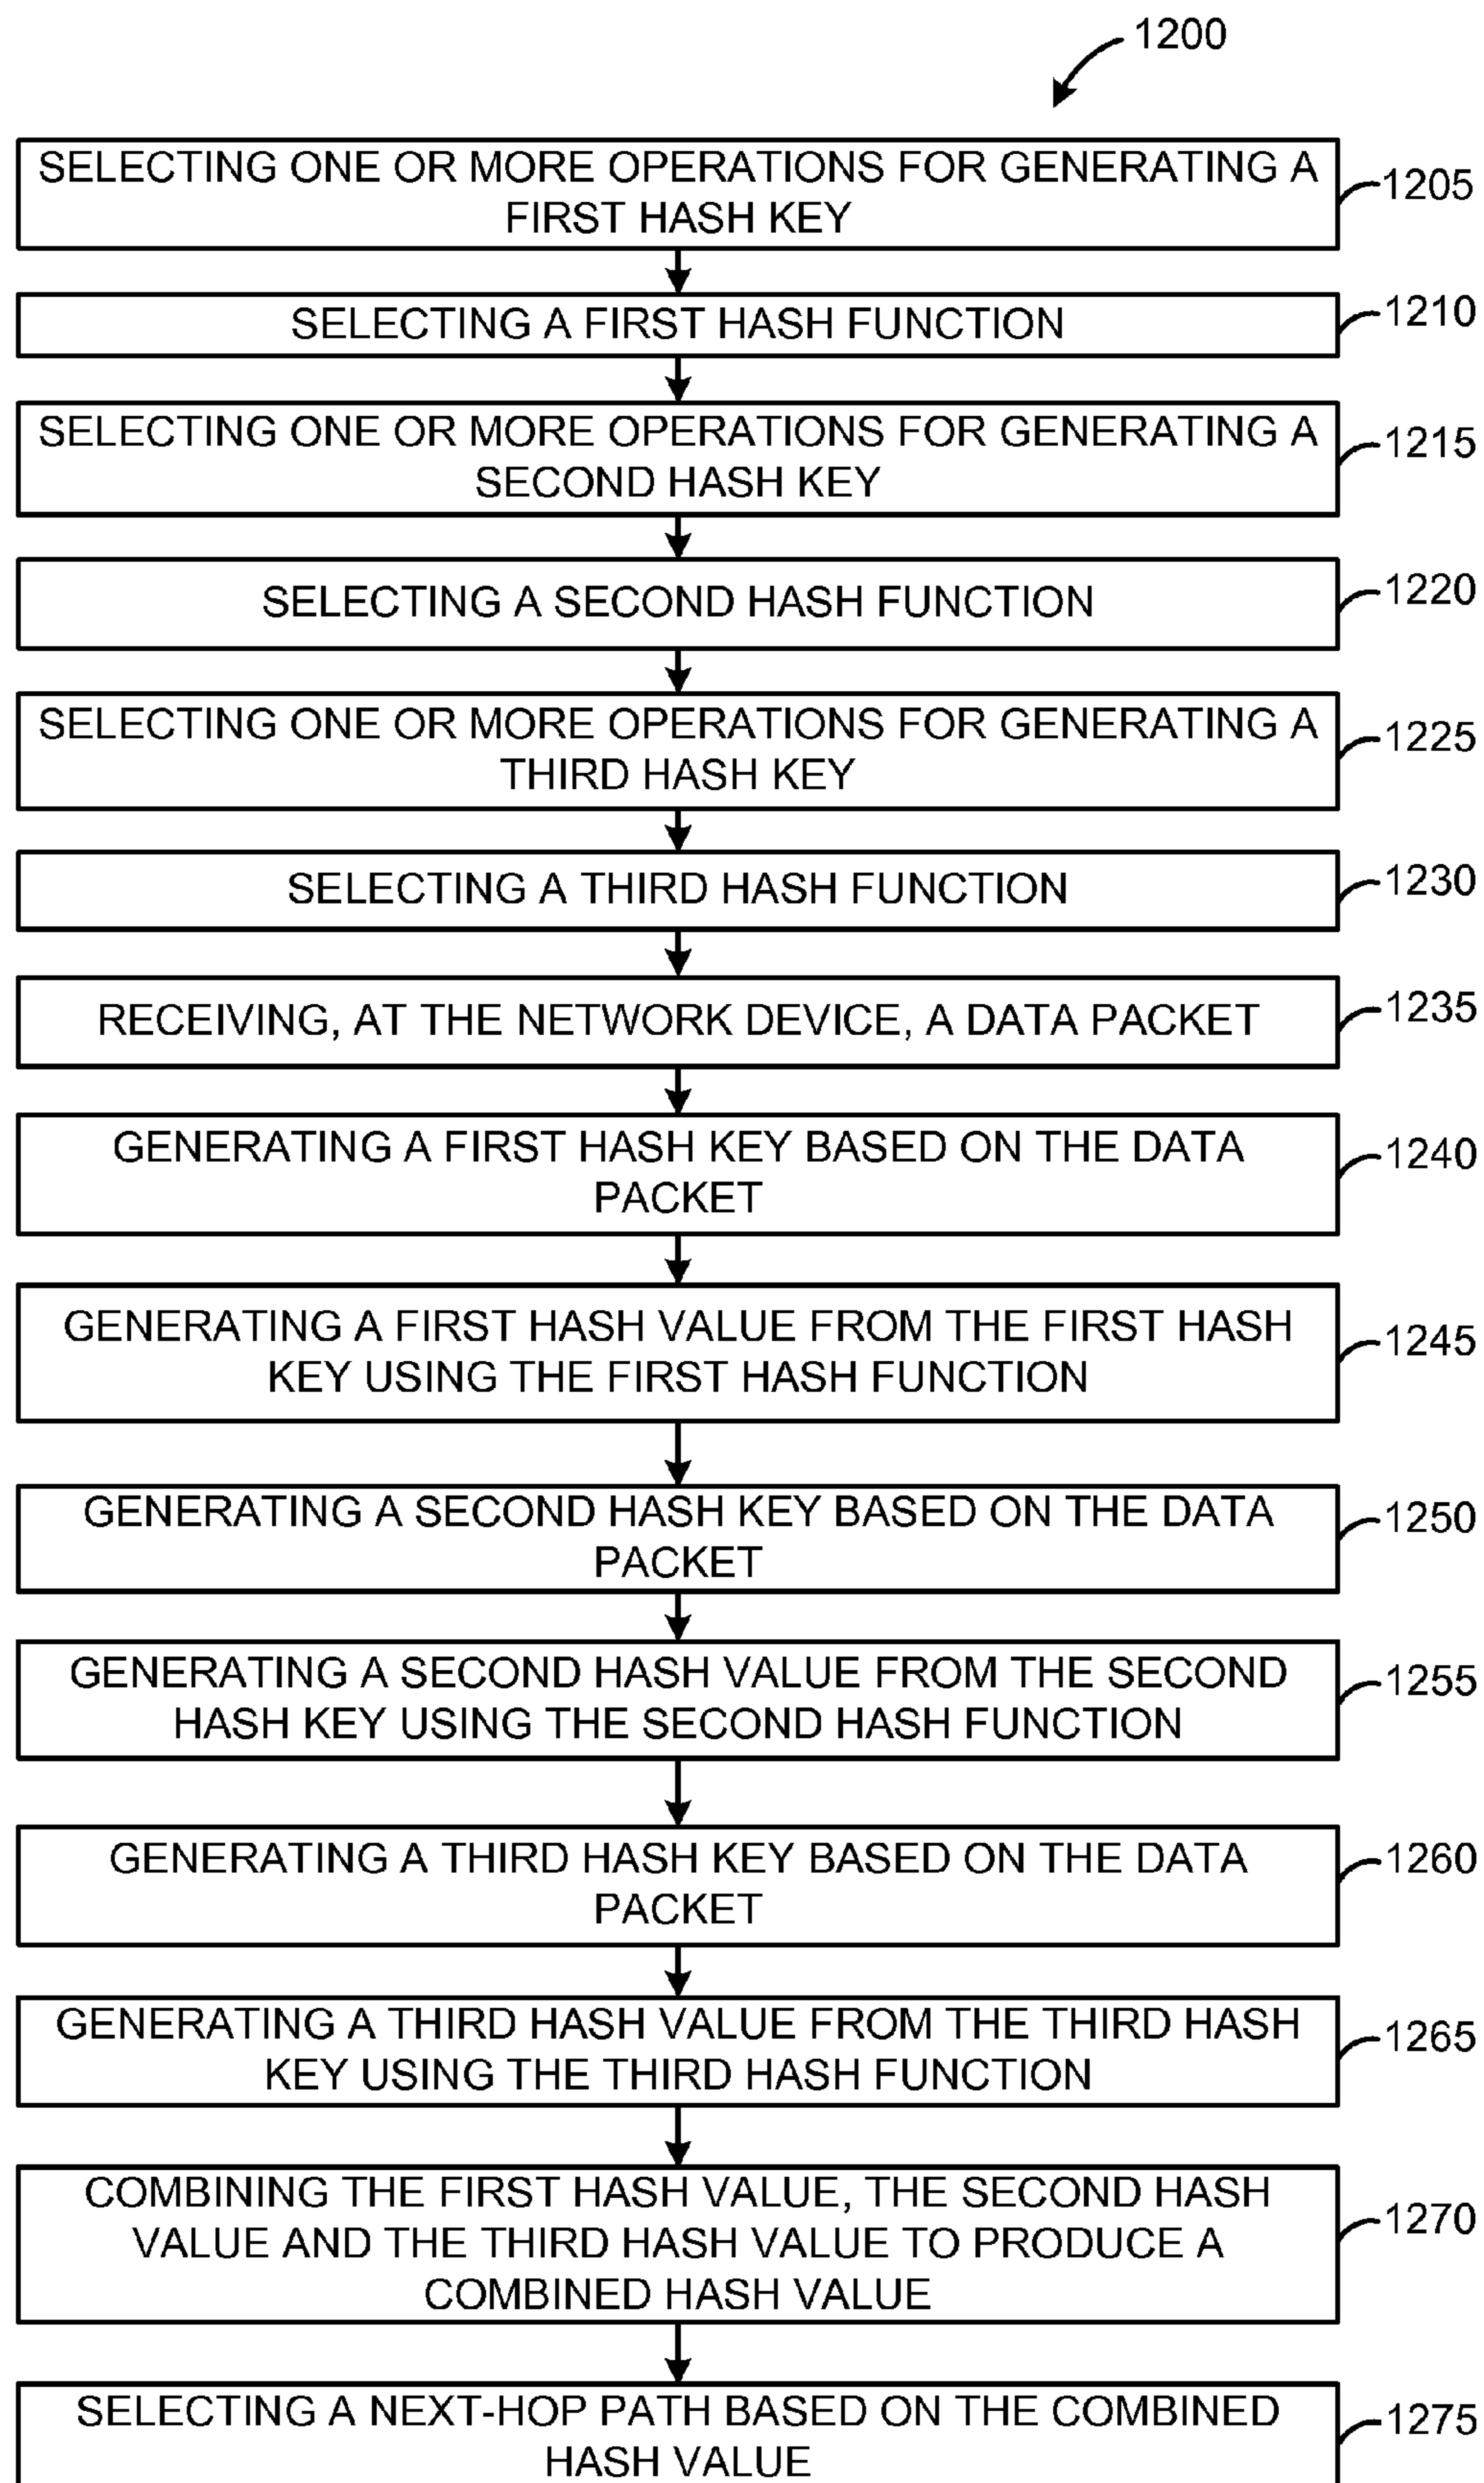 1200
SELECTING ONE OR MORE OPERATIONS FOR GENERATING A
FIRST HASH KEY
1205
SELECTING A FIRST HASH FUNCTION
1210
SELECTING ONE OR MORE OPERATIONS FOR GENERATING A
SECOND HASH KEY
1215
SELECTING A SECOND HASH FUNCTION
1220
SELECTING ONE OR MORE OPERATIONS FOR GENERATING A
THIRD HASH KEY
1225
SELECTING A THIRD HASH FUNCTION
1230
RECEIVING, AT THE NETWORK DEVICE, A DATA PACKET
1235
GENERATING A FIRST HASH KEY BASED ON THE DATA
PACKET
1240
GENERATING A FIRST HASH VALUE FROM THE FIRST HASH
KEY USING THE FIRST HASH FUNCTION
1245
GENERATING A SECOND HASH KEY BASED ON THE DATA
PACKET
1250
GENERATING A SECOND HASH VALUE FROM THE SECOND
HASH KEY USING THE SECOND HASH FUNCTION
1255
GENERATING A THIRD HASH KEY BASED ON THE DATA
PACKET
1260
GENERATING A THIRD HASH VALUE FROM THE THIRD HASH
KEY USING THE THIRD HASH FUNCTION
1265
COMBINING THE FIRST HASH VALUE, THE SECOND HASH
VALUE AND THE THIRD HASH VALUE TO PRODUCE A
COMBINED HASH VALUE
1270
SELECTING A NEXT-HOP PATH BASED ON THE COMBINED
HASH VALUE
1275